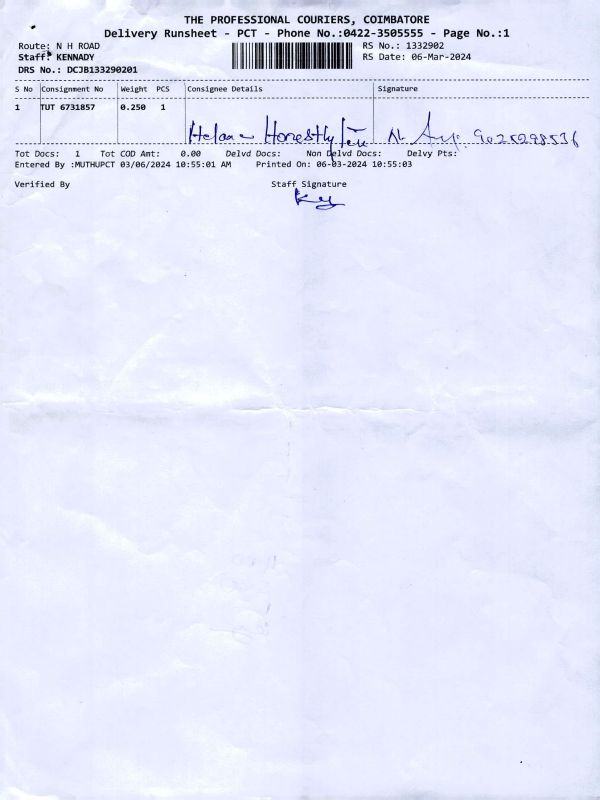 THE PROFESSIONAL COURIERS, COIMBATORE
Delivery Runsheet - PCT - Phone No.:0422-3505555 - Page No.:1
Route: N H ROAD RS No.: 1332902
Staff: KENNADY RS Date: 06-Mar-2024
DRS No.: DCJB133290201
S No Consignment No Weight PCS Consignee Details Signature
1 TUT 6731857 0.250 1
Honestly 9025298536
Tot Docs: 1 Tot COD Amt: 0.00 Delvd Docs: Non Delvd Docs: Delvy Pts:
Entered By :MUTHUPCT 03/06/2024 10:55:01 AM Printed On: 06-03-2024 10:55:03
Verified By Staff Signature